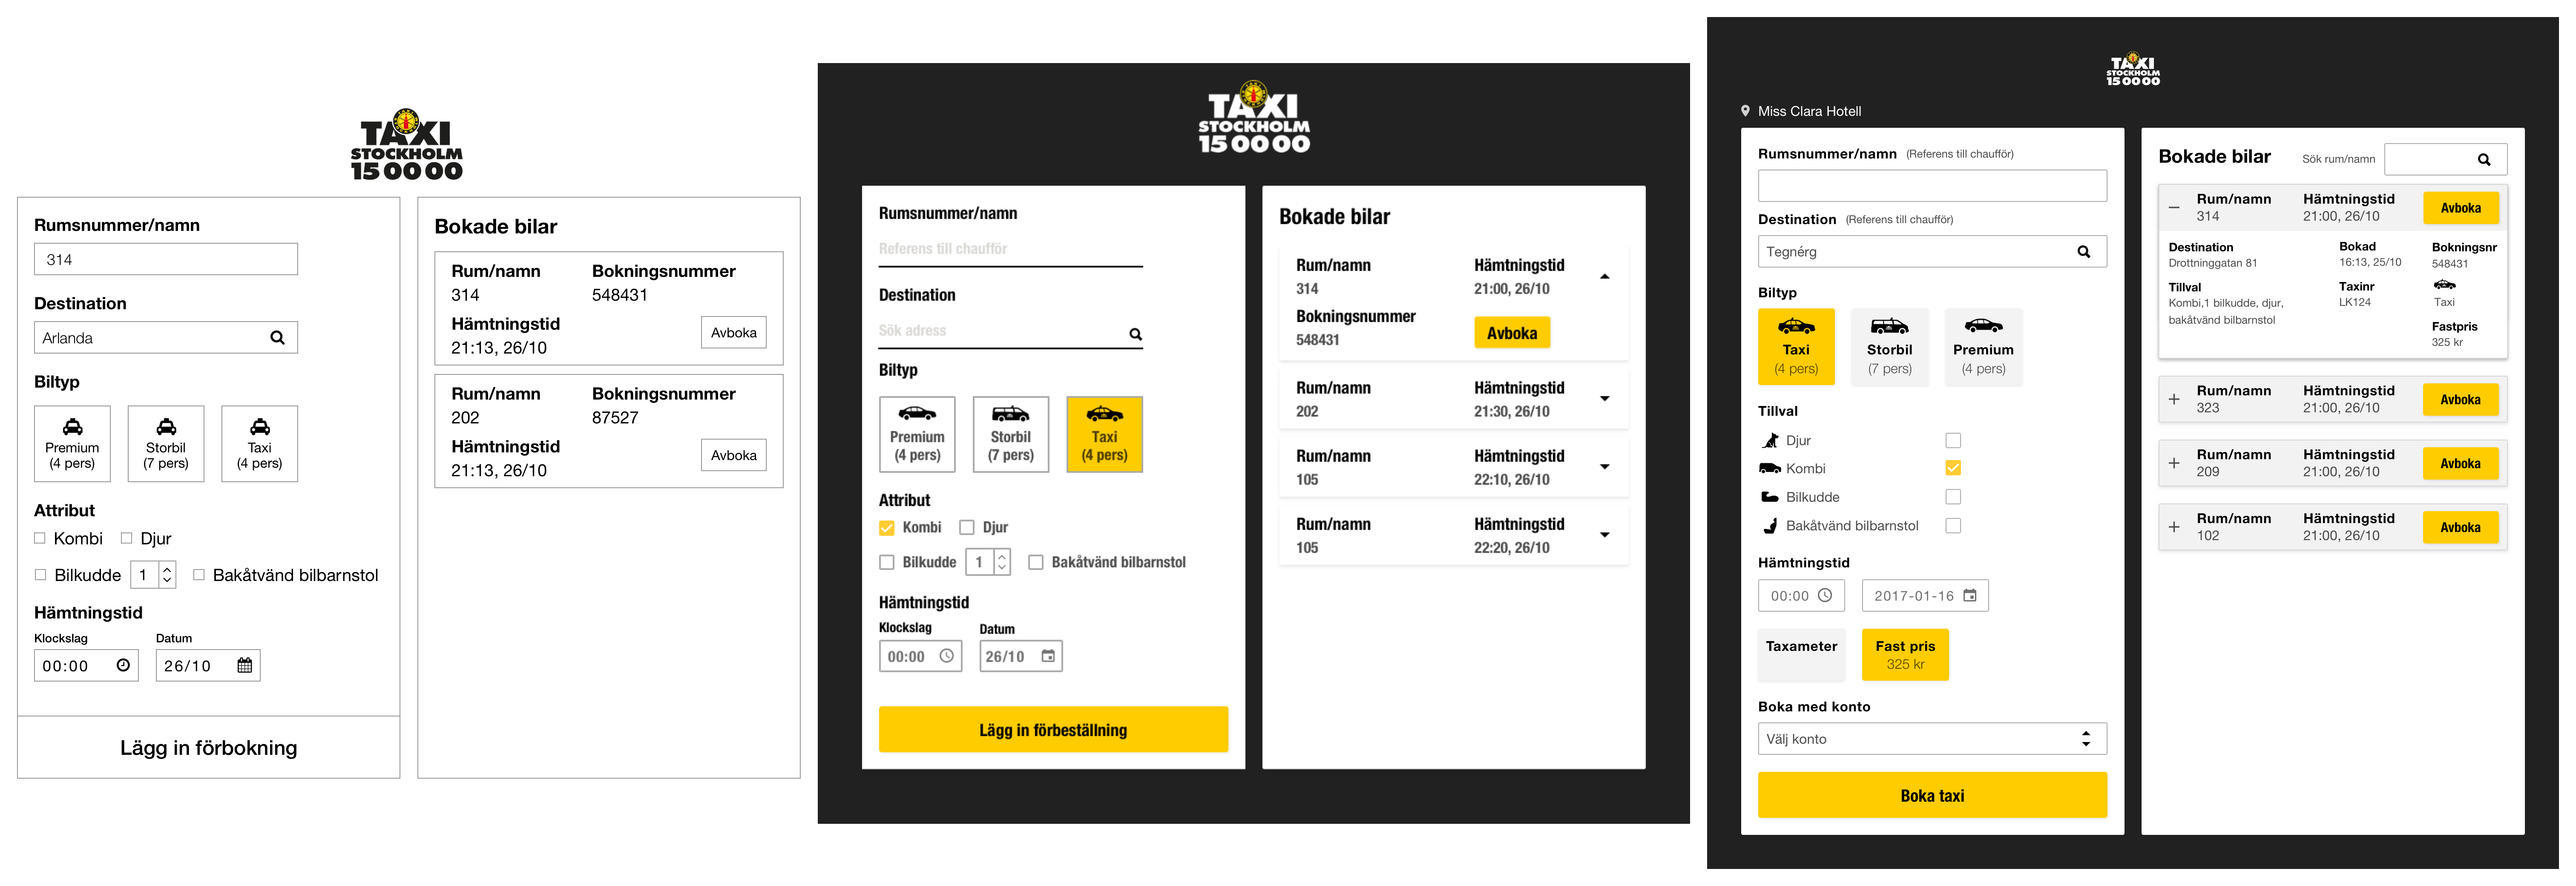 TAXI
STOCKHOLM
15 00 00
Rumsnummer/namn
314
Destination
Arlanda
Biltyp
Premium
(4 pers)
Storbil
(7 pers)
Taxi
(4 pers)
Attribut
Kombi
Djur
Bilkudde
1
Bakåtvänd bilbarnstol
Hämtningstid
Klockslag
Datum
00:00
26/10
Lägg in förbokning
Bokade bilar
Rum/namn
Bokningsnummer
314
548431
Hämtningstid
21:13, 26/10
Avboka
Rum/namn
Bokningsnummer
202
87527
Hämtningstid
21:13, 26/10
Avboka
TAXI
STOCKHOLM
15 00 00
Rumsnummer/namn
Referens till chaufför
Destination
Sök adress
Biltyp
Premium
(4 pers)
Storbil
(7 pers)
Taxi
(4 pers)
Attribut
Kombi
Djur
Bilkudde
1
Bakåtvänd bilbarnstol
Hämtningstid
Klockslag
Datum
00:00
26/10
Lägg in förbeställning
Bokade bilar
Rum/namn
Hämtningstid
314
21:00, 26/10
Bokningsnummer
548431
Avboka
Rum/namn
Hämtningstid
202
21:30, 26/10
Rum/namn
Hämtningstid
105
22:10, 26/10
Rum/namn
Hämtningstid
105
22:20, 26/10
TAXI
STOCKHOLM
15 00 00
Miss Clara Hotell
Rumsnummer/namn (Referens till chaufför)
Destination (Referens till chaufför)
Tegnérg
Biltyp
Taxi
(4 pers)
Storbil
(7 pers)
Premium
(4 pers)
Tillval
Djur
Kombi
Bilkudde
Bakåtvänd bilbarnstol
Hämtningstid
00:00
2017-01-16
Taxameter
Fast pris
325 kr
Boka med konto
Välj konto
Boka taxi
Bokade bilar
Sök rum/namn
Rum/namn
Hämtningstid
314
21:00, 26/10
Avboka
Destination
Drottninggatan 81
Bokad
16:13, 25/10
Bokningsnr
548431
Tillval
Kombi,1 bilkudde, djur,
bakåtvänd bilbarnstol
Taxinr
LK124
Taxi
Fastpris
325 kr
Rum/namn
Hämtningstid
323
21:00, 26/10
Avboka
Rum/namn
Hämtningstid
209
21:00, 26/10
Avboka
Rum/namn
Hämtningstid
102
21:00, 26/10
Avboka